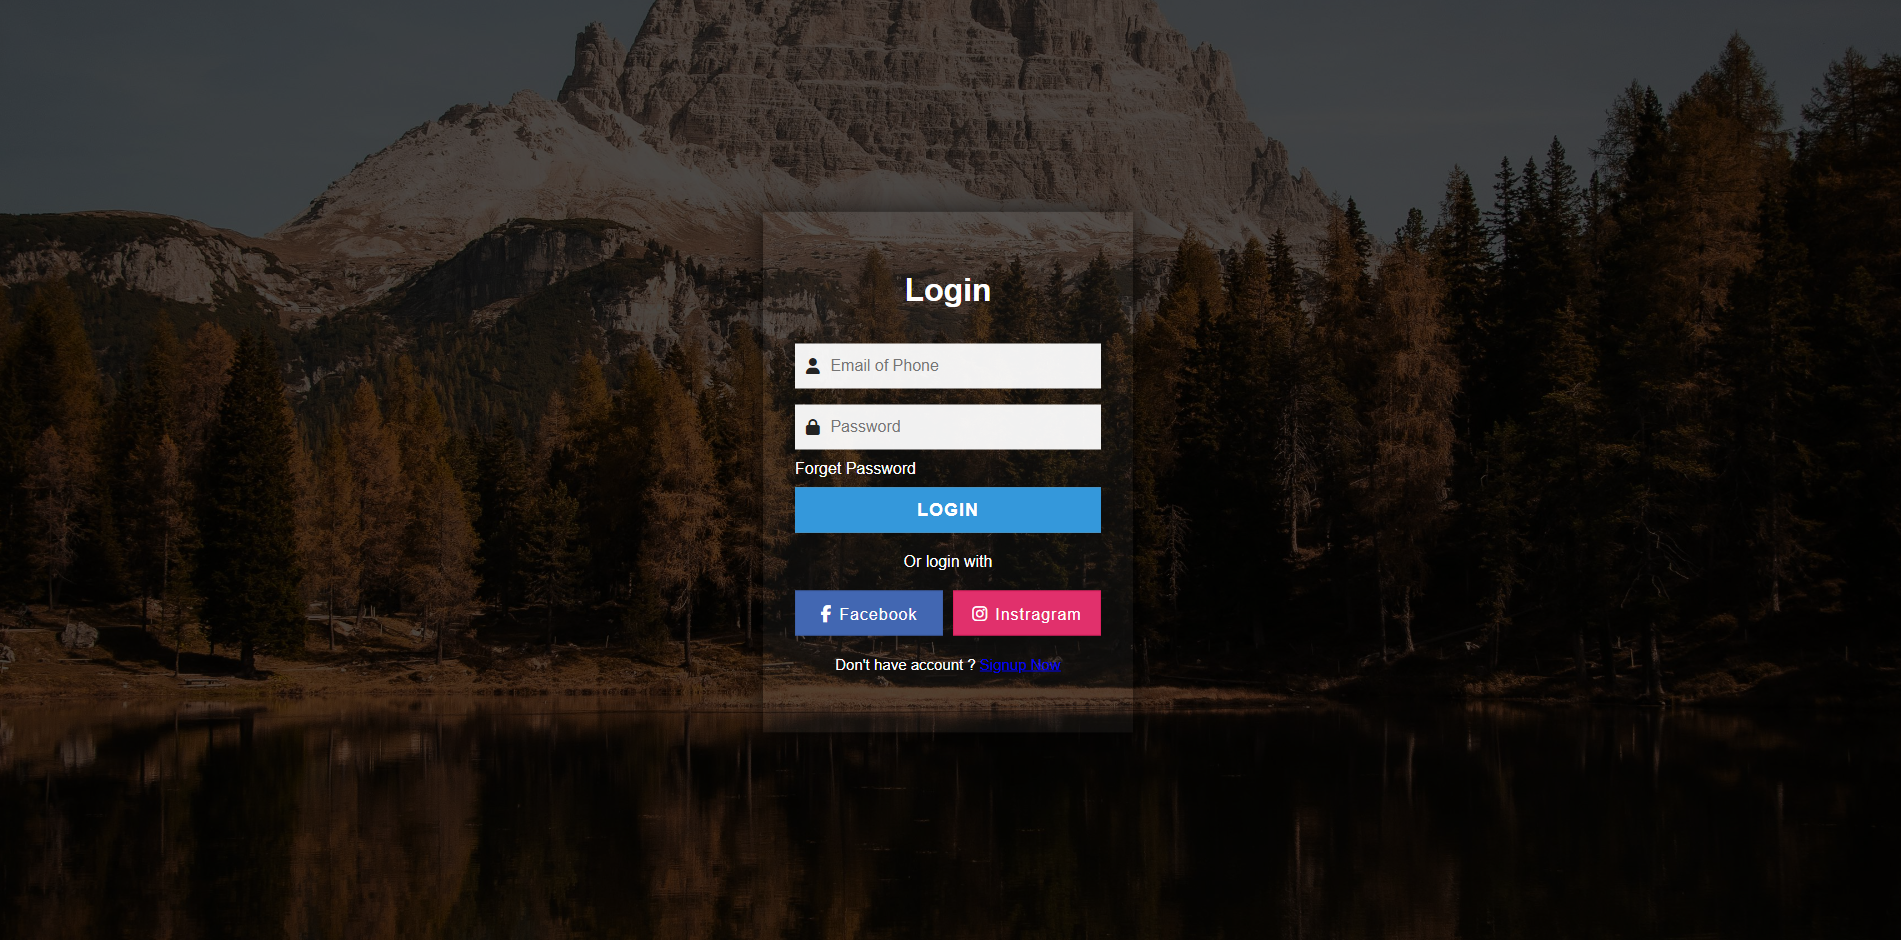 Login
Email of Phone
Password
Forget Password
LOGIN
Or login with
Facebook Instragram
Don't have account ? Signup Now